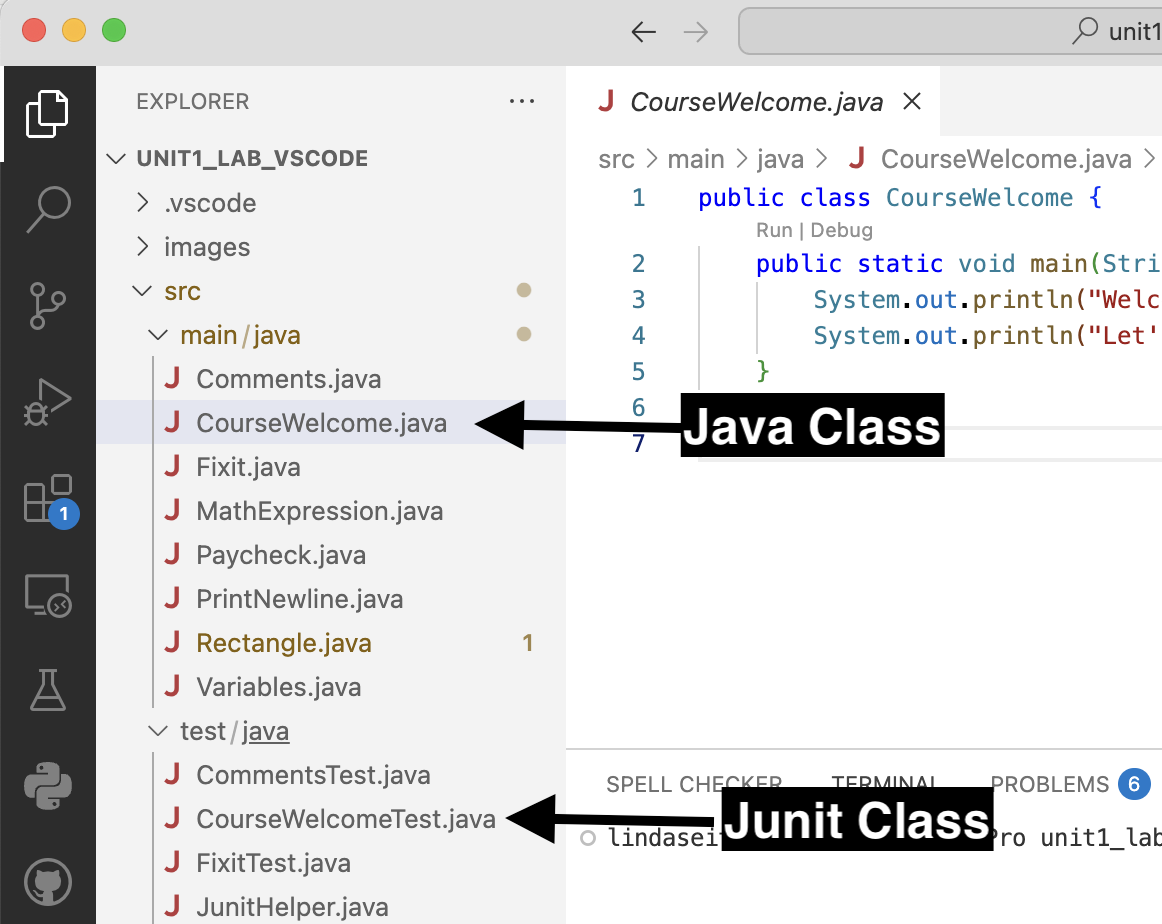 unit1
EXPLORER
UNIT1_LAB_VSCODE
.vscode
images
src
main/java
J Comments.java
J CourseWelcome.java
J Fixit.java
J MathExpression.java
J Paycheck.java
J PrintNewline.java
J Rectangle.java 1
J Variables.java
test/java
J CommentsTest.java
J CourseWelcomeTest.java
J FixitTest.java
J JunitHelper.java
1
J CourseWelcome.java
src > main > java > J CourseWelcome.java >
1 public class CourseWelcome {
Run | Debug
2 public static void main(Stri
3 System.out.println("Welc
4 System.out.println("Let'
5 }
6
7
Java Class
SPELL CHECKER TERMINAL PROBLEMS 6
Junit Class
lindasei Pro unit1_lab